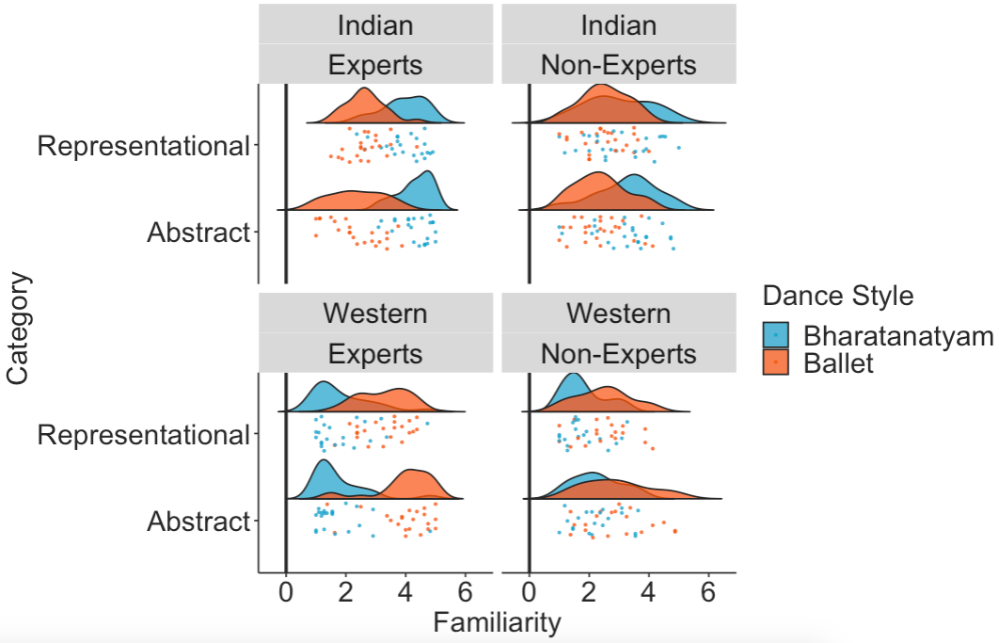 Indian
Indian
Experts
Non-Experts
Representational
Abstract
Western
Western
Experts
Non-Experts
Representational
Abstract
Category
0 2 4 6
0 2 4 6
Familiarity
Dance Style
Bharatanatyam
Ballet